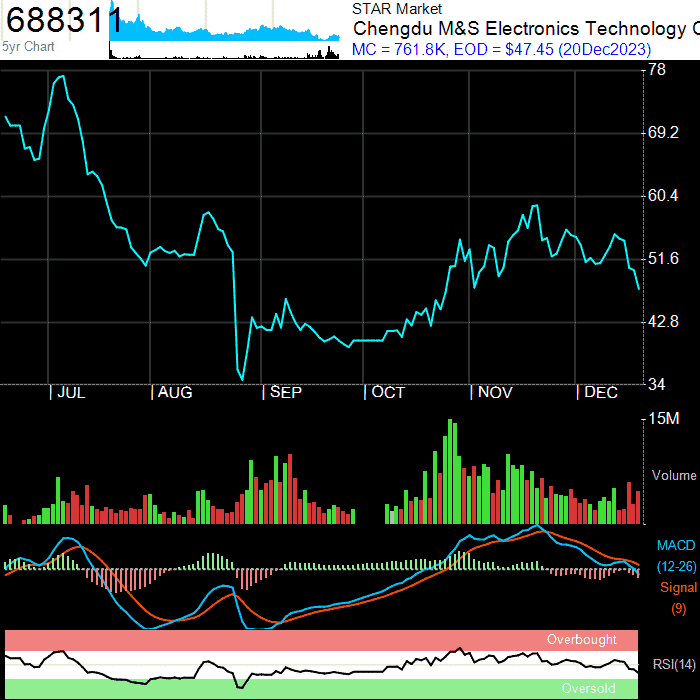 688311
5yr Chart
STAR Market
Chengdu M&S Electronics Technology C
MC = 761.8K, EOD = $47.45 (20Dec2023)
78
69.2
60.4
51.6
42.8
34
| JUL | AUG | SEP | OCT | NOV | DEC
15M
Volume
MACD
(12-26)
Signal
(9)
Overbought
RSI(14)
Oversold